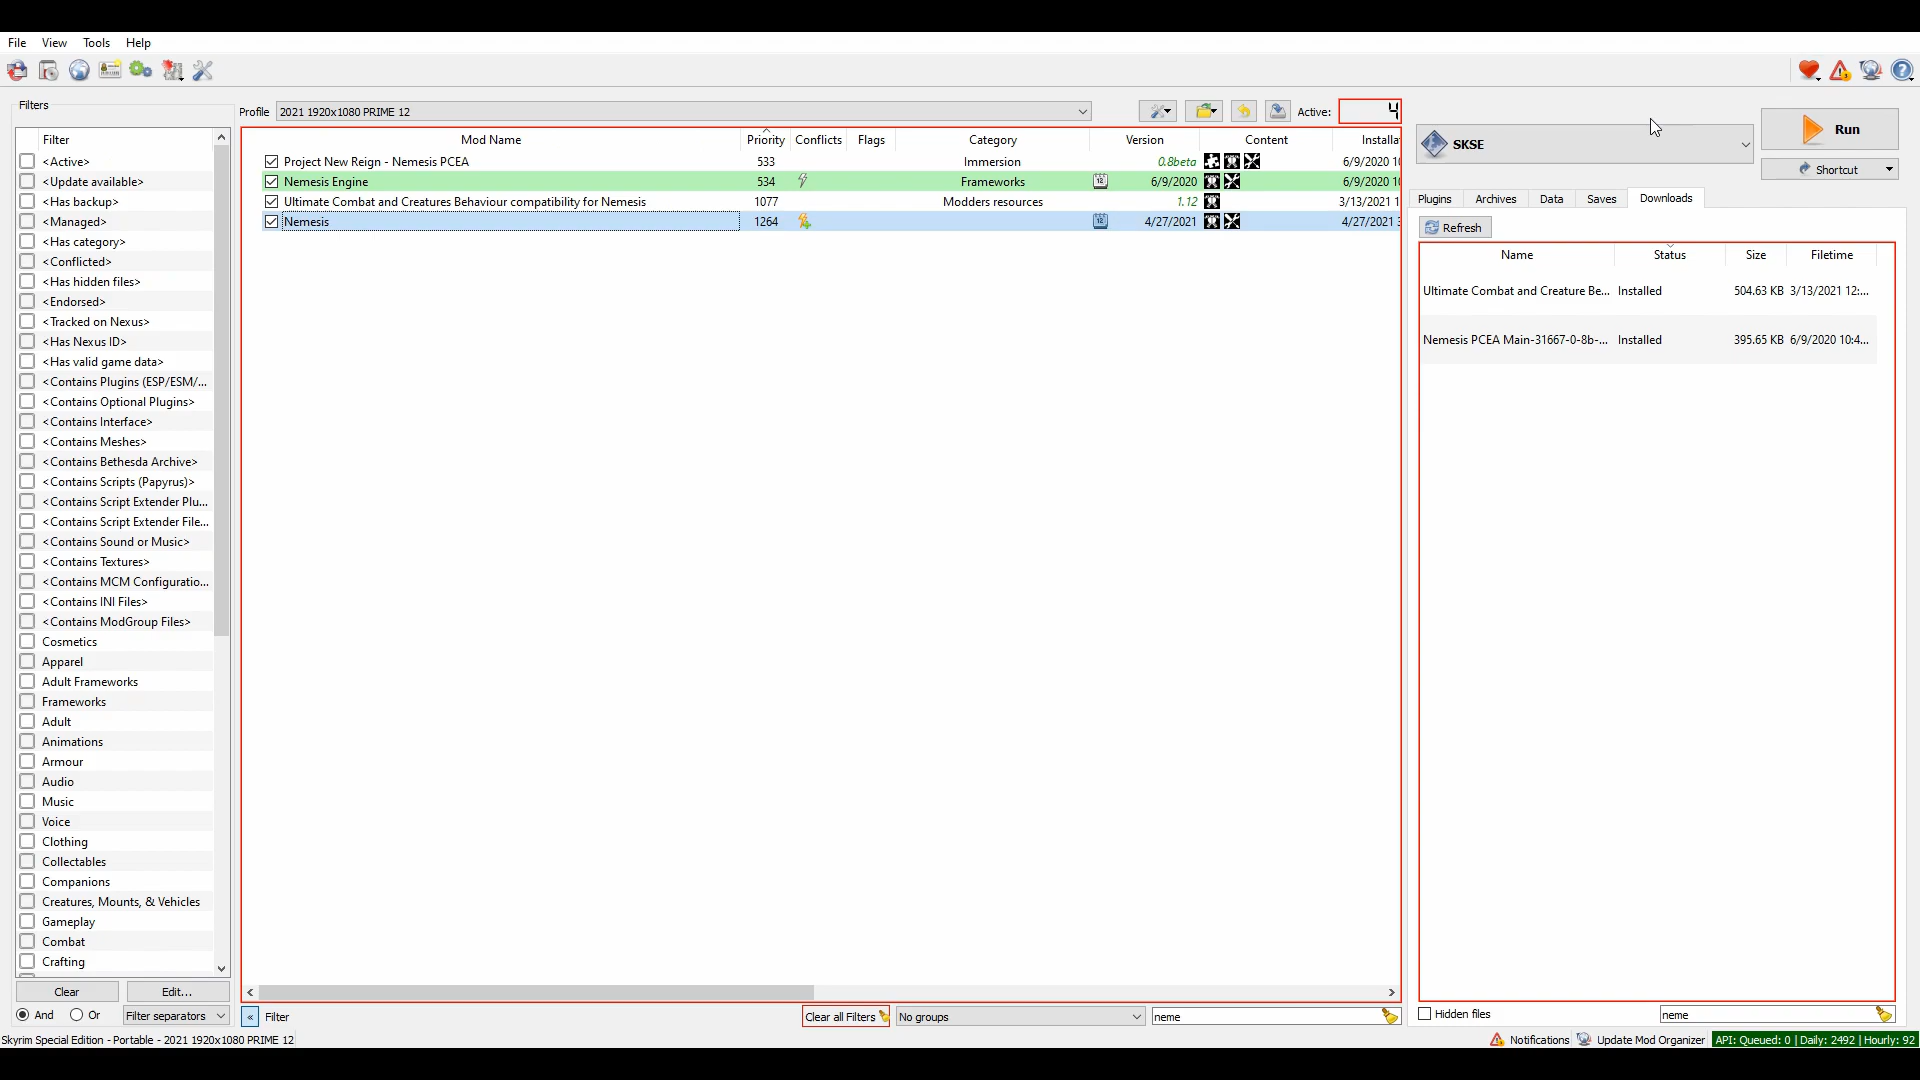 File View Tools Help
Filters
Profile 2021 1920x1080 PRIME 12 Active: 4
SKSE
Run
Shortcut
Filter
<Active>
<Update available>
<Has backup>
<Managed>
<Has category>
<Conflicted>
<Has hidden files>
<Endorsed>
<Tracked on Nexus>
<Has Nexus ID>
<Has valid game data>
<Contains Plugins (ESP/ESM/...
<Contains Optional Plugins>
<Contains Interface>
<Contains Meshes>
<Contains Bethesda Archive>
<Contains Scripts (Papyrus)>
<Contains Script Extender Plu...
<Contains Script Extender File...
<Contains Sound or Music>
<Contains Textures>
<Contains MCM Configuratio...
<Contains INI Files>
<Contains ModGroup Files>
Cosmetics
Apparel
Adult Frameworks
Frameworks
Adult
Animations
Armour
Audio
Music
Voice
Clothing
Collectables
Companions
Creatures, Mounts, & Vehicles
Gameplay
Combat
Crafting
Clear Edit...
And Or Filter separators
Mod Name Priority Conflicts Flags Category Version Content Installa
Project New Reign - Nemesis PCEA 533 Immersion 0.8beta 6/9/2020 10
Nemesis Engine 534 Frameworks 12 6/9/2020 6/9/2020 10
Ultimate Combat and Creatures Behaviour compatibility for Nemesis 1077 Modders resources 1.12 3/13/2021 1
Nemesis 1264 12 4/27/2021 4/27/2021 3
« Filter Clear all Filters No groups neme
Plugins Archives Data Saves Downloads
Refresh
Name Status Size Filetime
Ultimate Combat and Creature Be... Installed 504.63 KB 3/13/2021 12:...
Nemesis PCEA Main-31667-0-8b-... Installed 395.65 KB 6/9/2020 10:4...
Hidden files neme
Skyrim Special Edition - Portable - 2021 1920x1080 PRIME 12 Notifications Update Mod Organizer API: Queued: 0 | Daily: 2492 | Hourly: 92